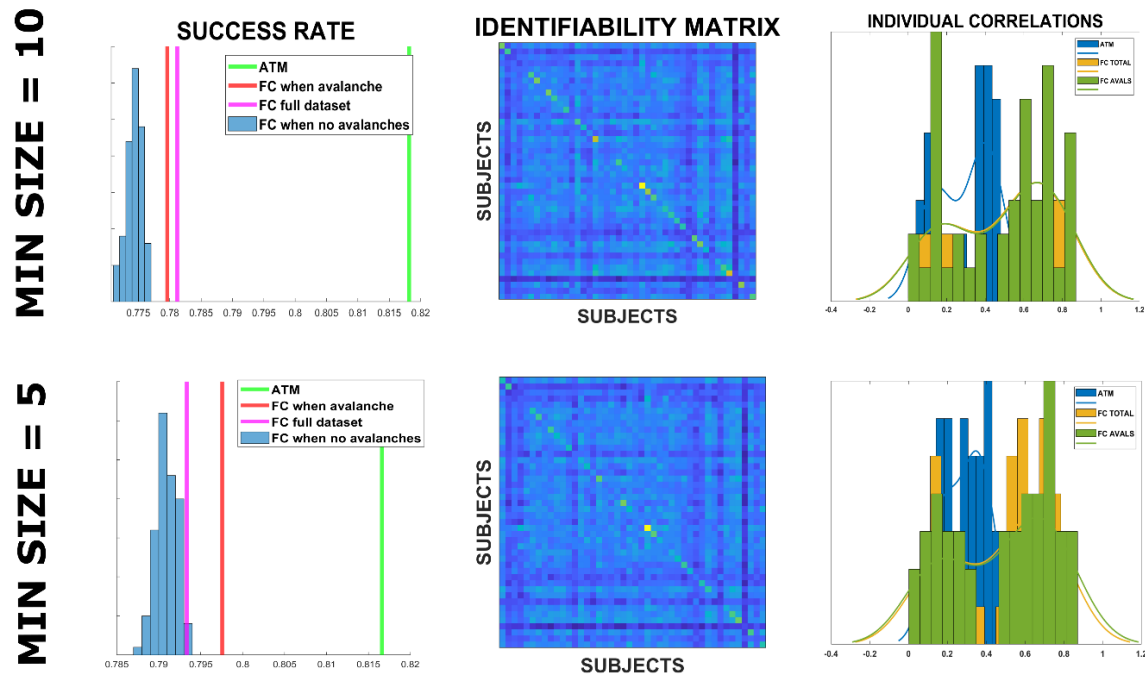 MIN SIZE = 10
SUCCESS RATE
ATM
FC when avalanche
FC full dataset
FC when no avalanches
0.775 0.78 0.785 0.79 0.795 0.8 0.805 0.81 0.815 0.82
IDENTIFIABILITY MATRIX
SUBJECTS
SUBJECTS
INDIVIDUAL CORRELATIONS
ATM
FC TOTAL
FC AVALS
-0.4 -0.2 0 0.2 0.4 0.6 0.8 1 1.2
MIN SIZE = 5
ATM
FC when avalanche
FC full dataset
FC when no avalanches
0.785 0.79 0.795 0.8 0.805 0.81 0.815 0.82
SUBJECTS
SUBJECTS
ATM
FC TOTAL
FC AVALS
-0.4 -0.2 0 0.2 0.4 0.6 0.8 1 1.2